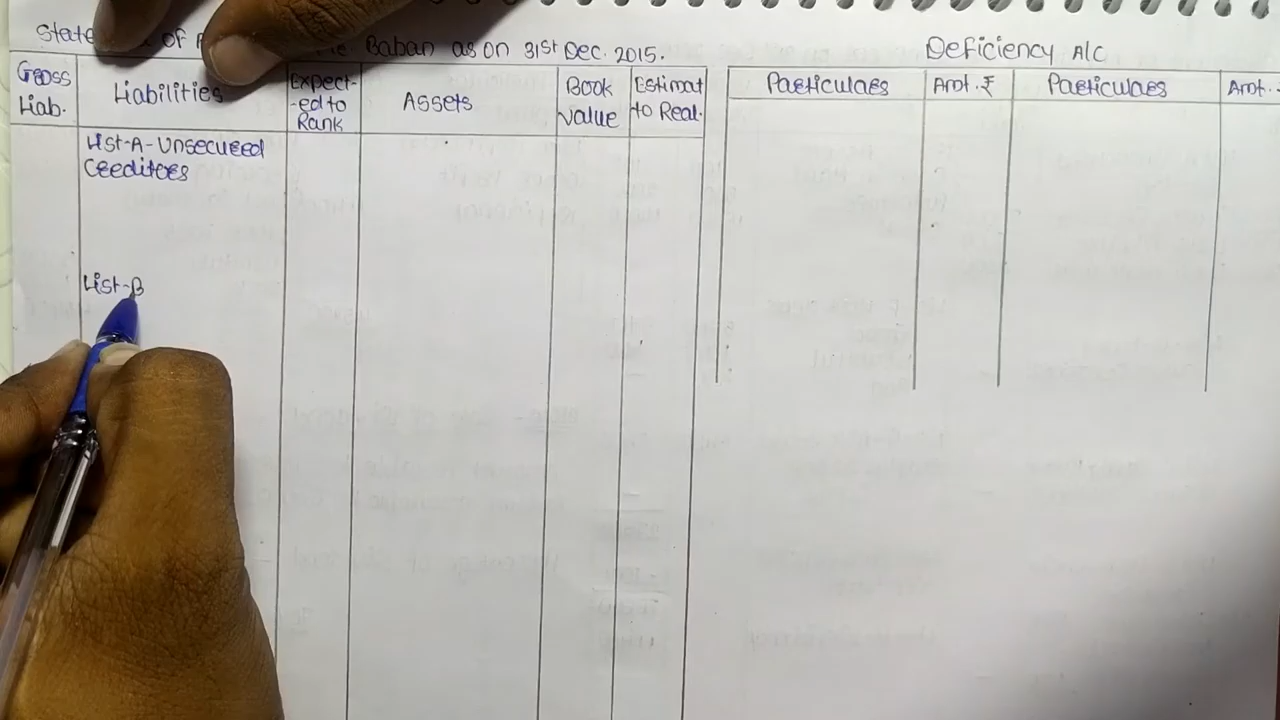 State of Baban as on 31st Dec. 2015.
Gross Liab.
Liabilities
Expect-
-ed to
Rank
Assets
Book
Value
Estimat
to Real.
List-A-Unsecured
Creditors
List-B
Deficiency A/c
Particulars
Amt. ₹
Particulars
Amt.